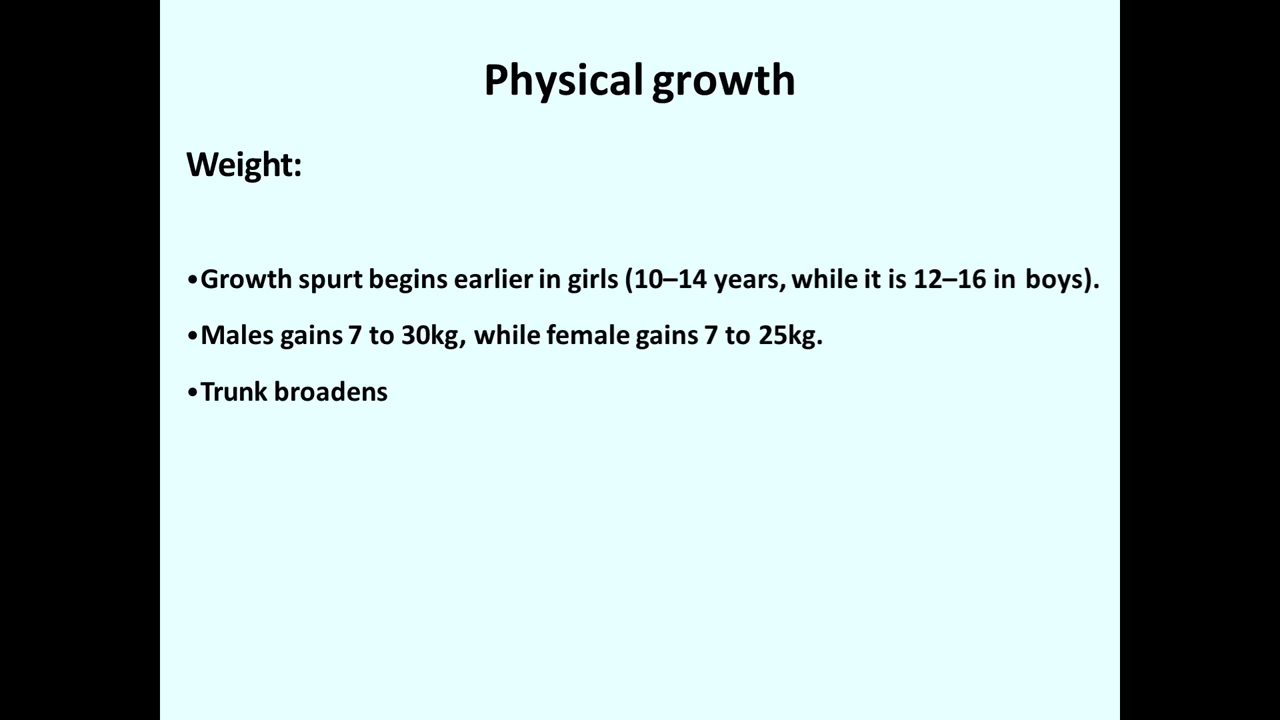 Physical growth
Weight:
•Growth spurt begins earlier in girls (10–14 years, while it is 12–16 in boys).
•Males gains 7 to 30kg, while female gains 7 to 25kg.
•Trunk broadens